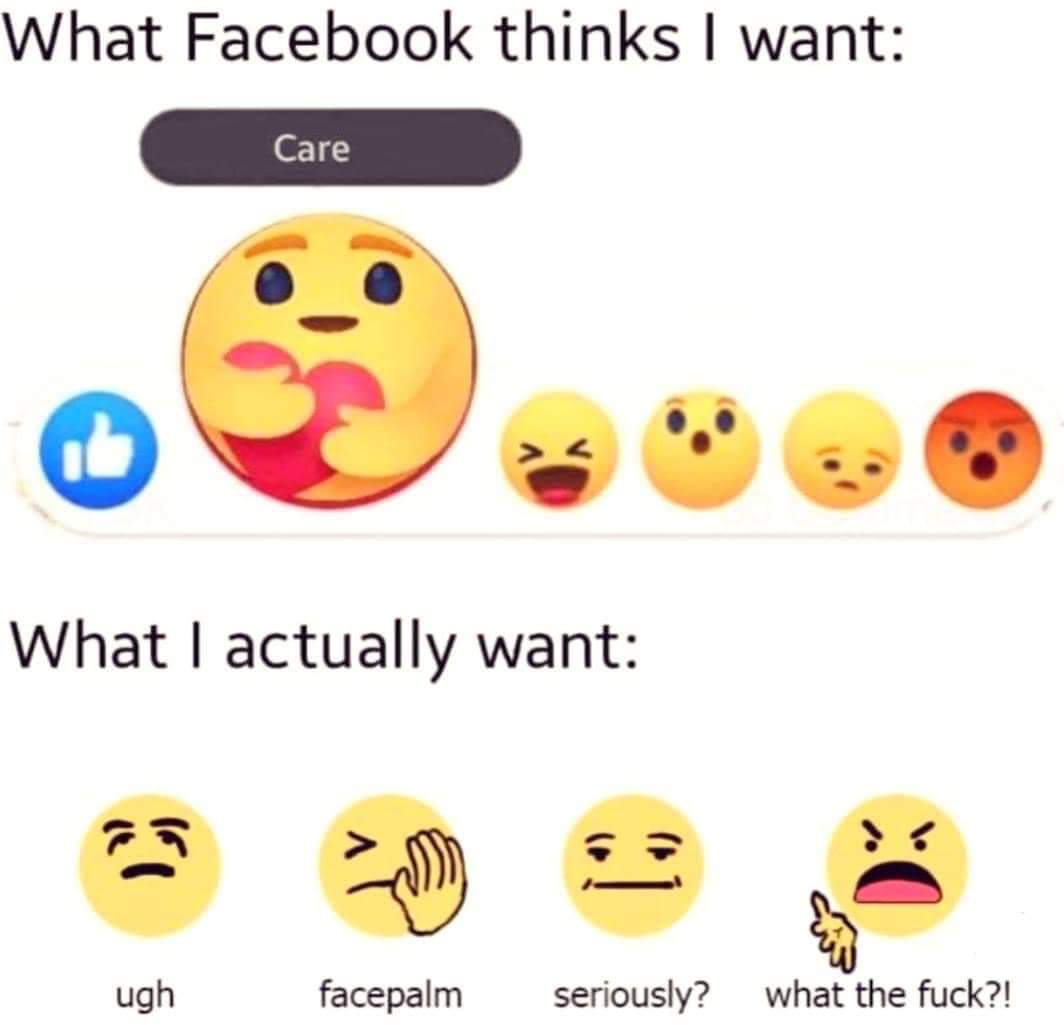 What Facebook thinks I want:
Care
What I actually want:
ugh
facepalm
seriously?
what the fuck?!